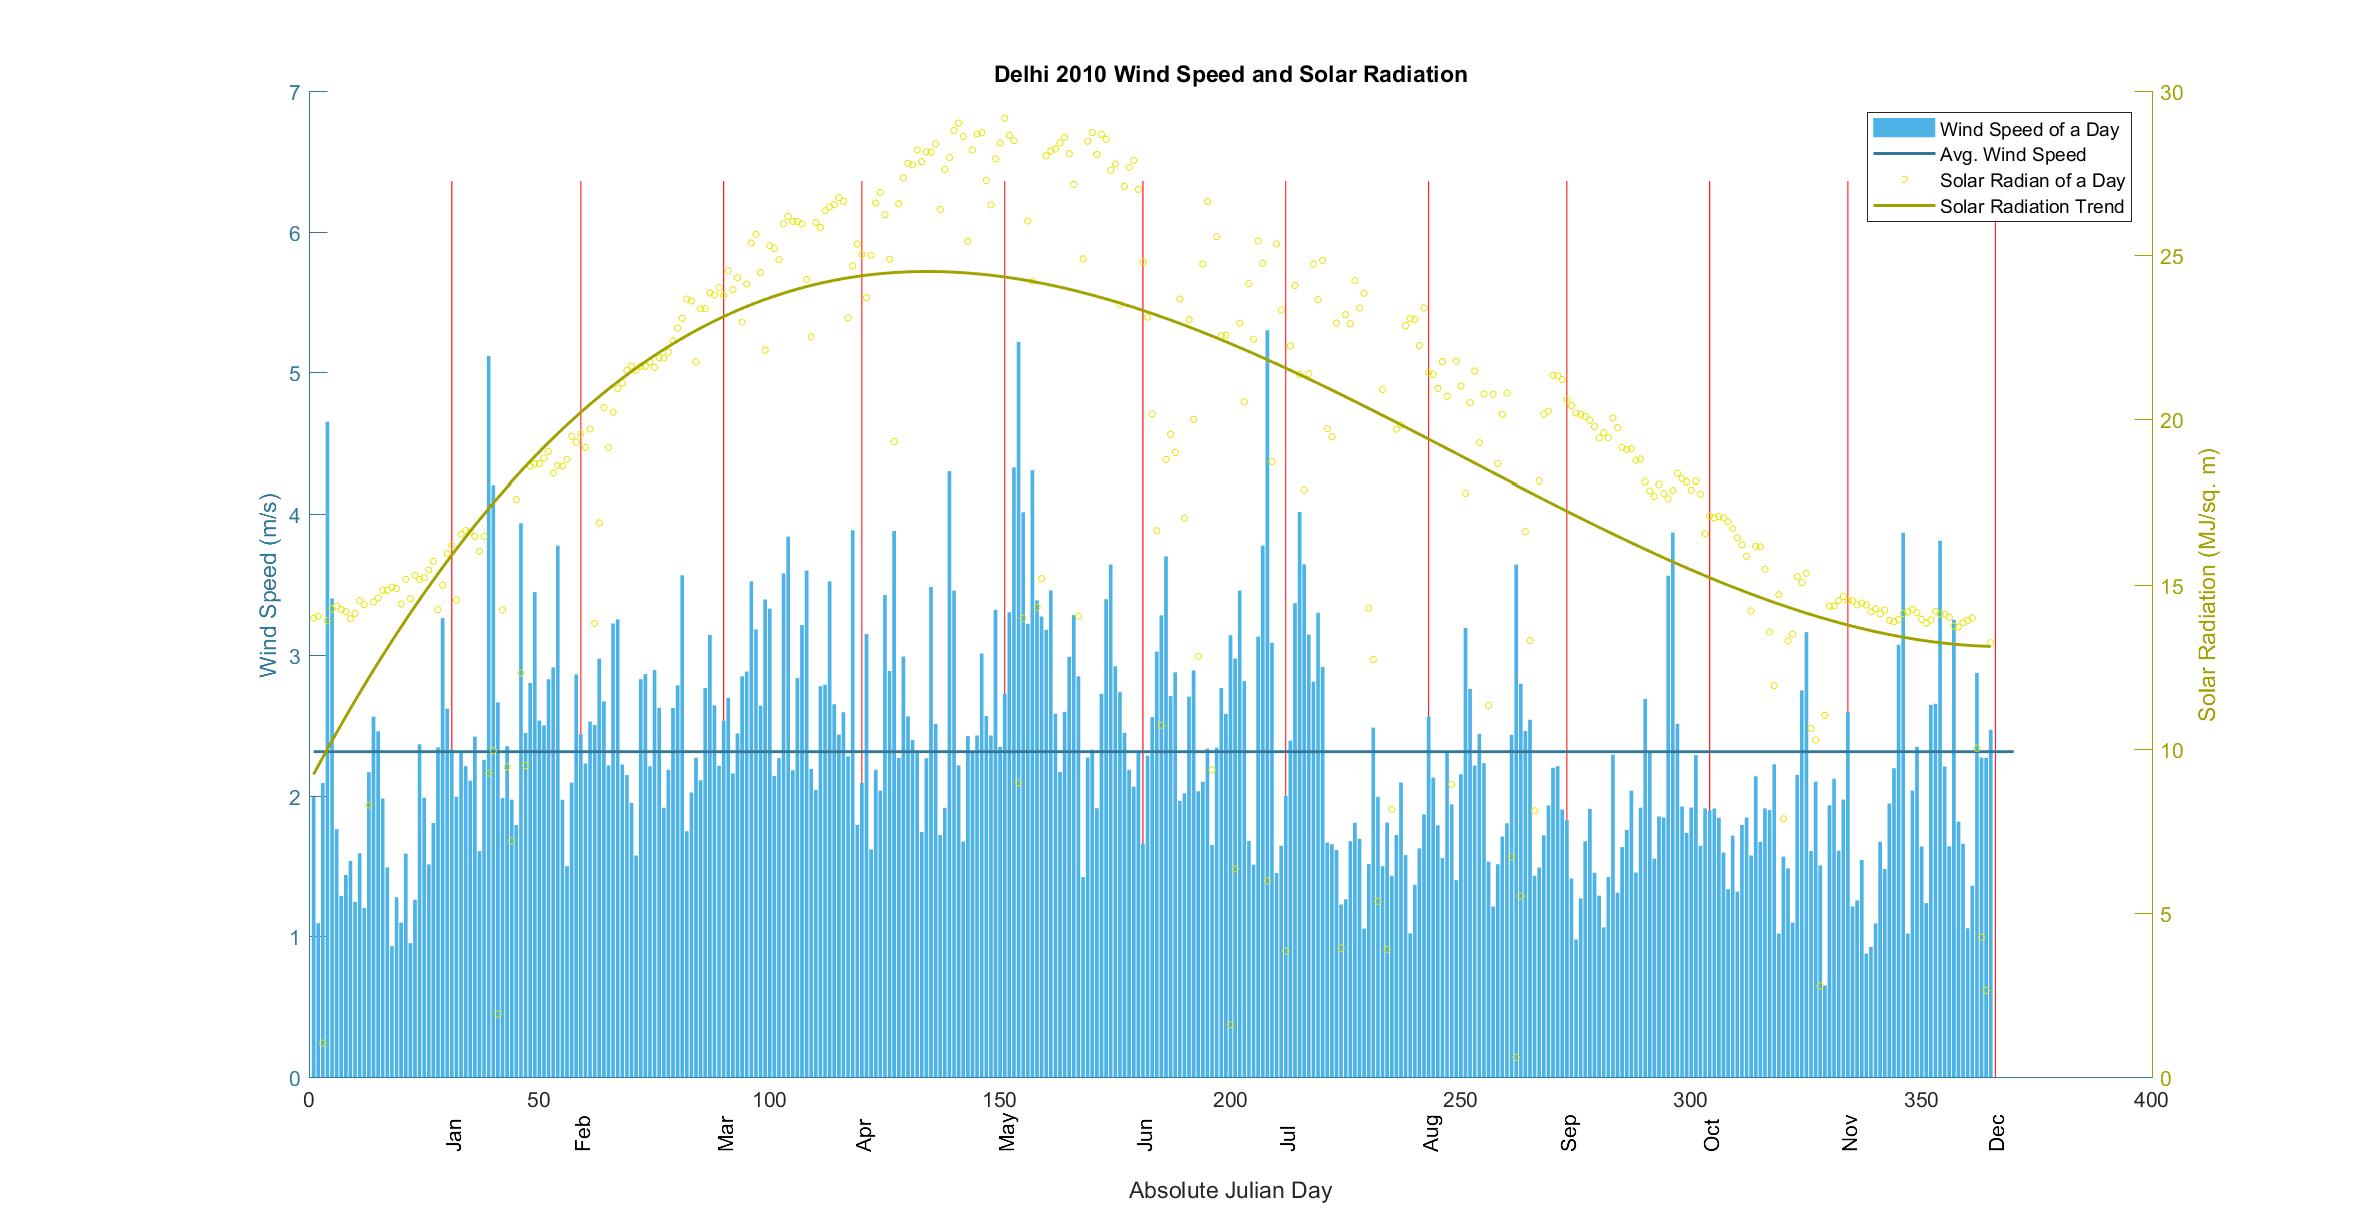 Delhi 2010 Wind Speed and Solar Radiation
7
6
5
4
3
2
1
0
Wind Speed (m/s)
30
25
20
15
10
5
0
Solar Radiation (MJ/sq. m)
Wind Speed of a Day
Avg. Wind Speed
Solar Radian of a Day
Solar Radiation Trend
0 50 100 150 200 250 300 350 400
Jan Feb Mar Apr May Jun Jul Aug Sep Oct Nov Dec
Absolute Julian Day